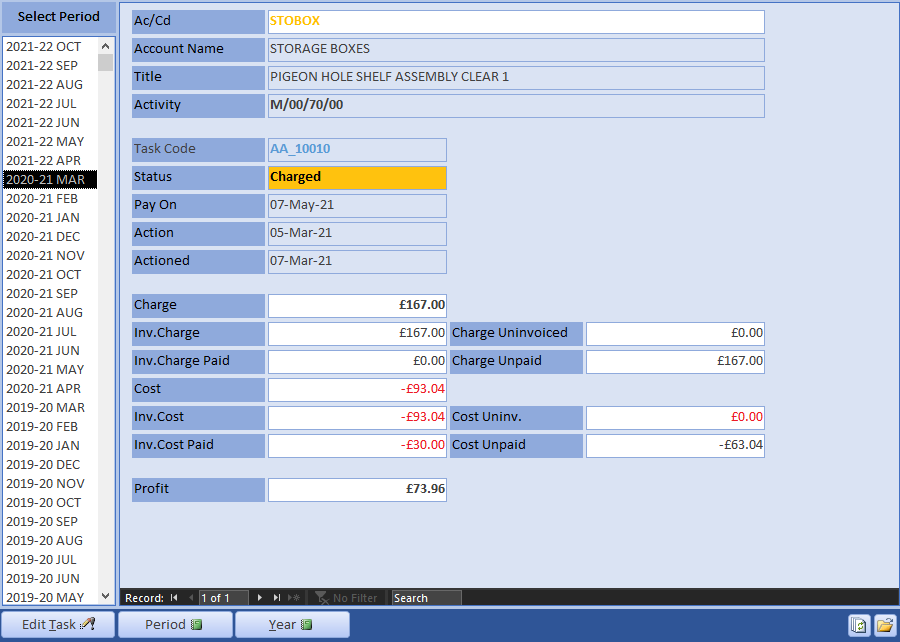 Select Period
2021-22 OCT
2021-22 SEP
2021-22 AUG
2021-22 JUL
2021-22 JUN
2021-22 MAY
2021-22 APR
2020-21 MAR
2020-21 FEB
2020-21 JAN
2020-21 DEC
2020-21 NOV
2020-21 OCT
2020-21 SEP
2020-21 AUG
2020-21 JUL
2020-21 JUN
2020-21 MAY
2020-21 APR
2019-20 MAR
2019-20 FEB
2019-20 JAN
2019-20 DEC
2019-20 NOV
2019-20 OCT
2019-20 SEP
2019-20 AUG
2019-20 JUL
2019-20 JUN
2019-20 MAY
Ac/Cd STOBOX
Account Name STORAGE BOXES
Title PIGEON HOLE SHELF ASSEMBLY CLEAR 1
Activity M/00/70/00
Task Code AA_10010
Status Charged
Pay On 07-May-21
Action 05-Mar-21
Actioned 07-Mar-21
Charge £167.00
Inv.Charge £167.00 Charge Uninvoiced £0.00
Inv.Charge Paid £0.00 Charge Unpaid £167.00
Cost -£93.04
Inv.Cost -£93.04 Cost Uninv. £0.00
Inv.Cost Paid -£30.00 Cost Unpaid -£63.04
Profit £73.96
Record: 1 of 1 No Filter Search
Edit Task Period Year